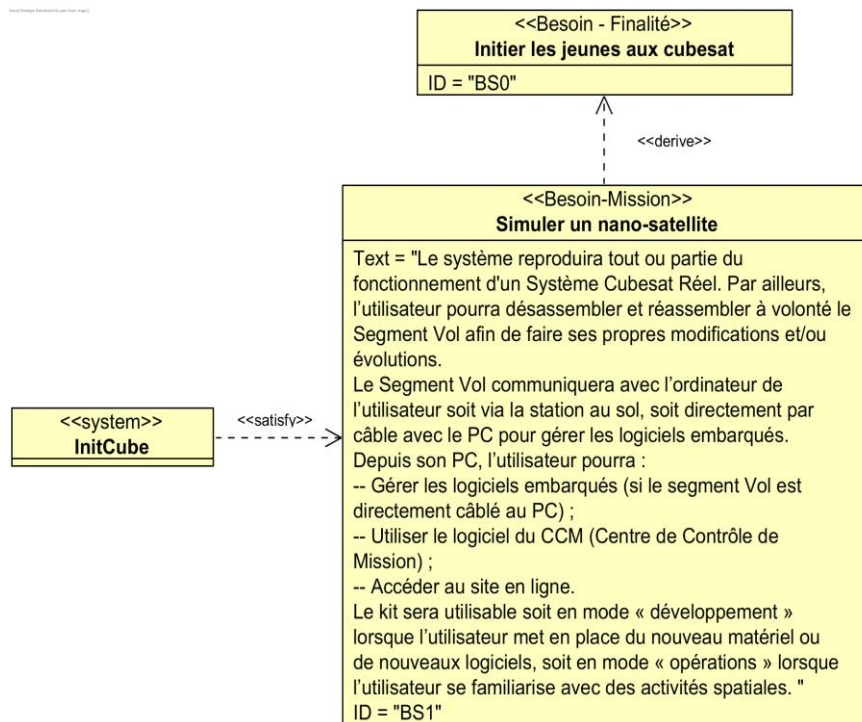 <<Besoin - Finalité>>
Initier les jeunes aux cubesat
ID = "BS0"
<<derive>>
<<Besoin-Mission>>
Simuler un nano-satellite
Text = "Le système reproduira tout ou partie du
fonctionnement d'un Système Cubesat Réel. Par ailleurs,
l’utilisateur pourra désassembler et réassembler à volonté le
Segment Vol afin de faire ses propres modifications et/ou
évolutions.
Le Segment Vol communiquera avec l’ordinateur de
l’utilisateur soit via la station au sol, soit directement par
câble avec le PC pour gérer les logiciels embarqués.
Depuis son PC, l’utilisateur pourra :
-- Gérer les logiciels embarqués (si le segment Vol est
directement câblé au PC) ;
-- Utiliser le logiciel du CCM (Centre de Contrôle de
Mission) ;
-- Accéder au site en ligne.
Le kit sera utilisable soit en mode « développement »
lorsque l’utilisateur met en place du nouveau matériel ou
de nouveaux logiciels, soit en mode « opérations » lorsque
l’utilisateur se familiarise avec des activités spatiales. "
ID = "BS1"
<<system>>
InitCube
<<satisfy>>